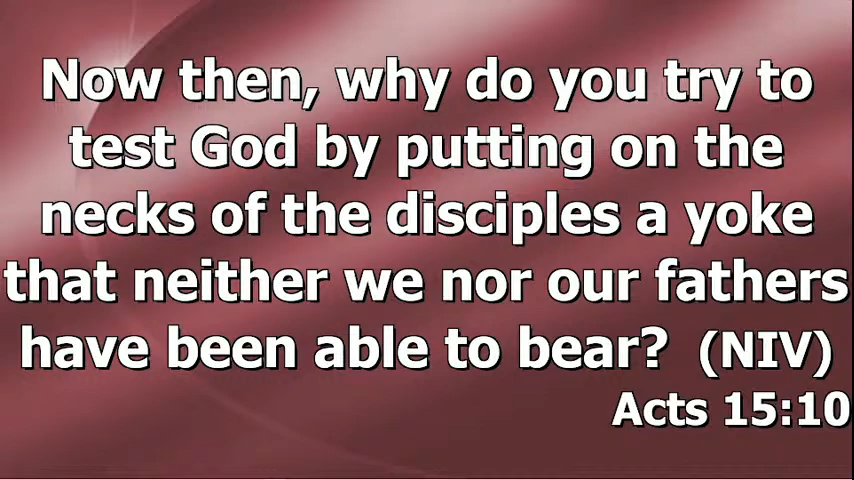 Now then, why do you try to
test God by putting on the
necks of the disciples a yoke
that neither we nor our fathers
have been able to bear? (NIV)
Acts 15:10